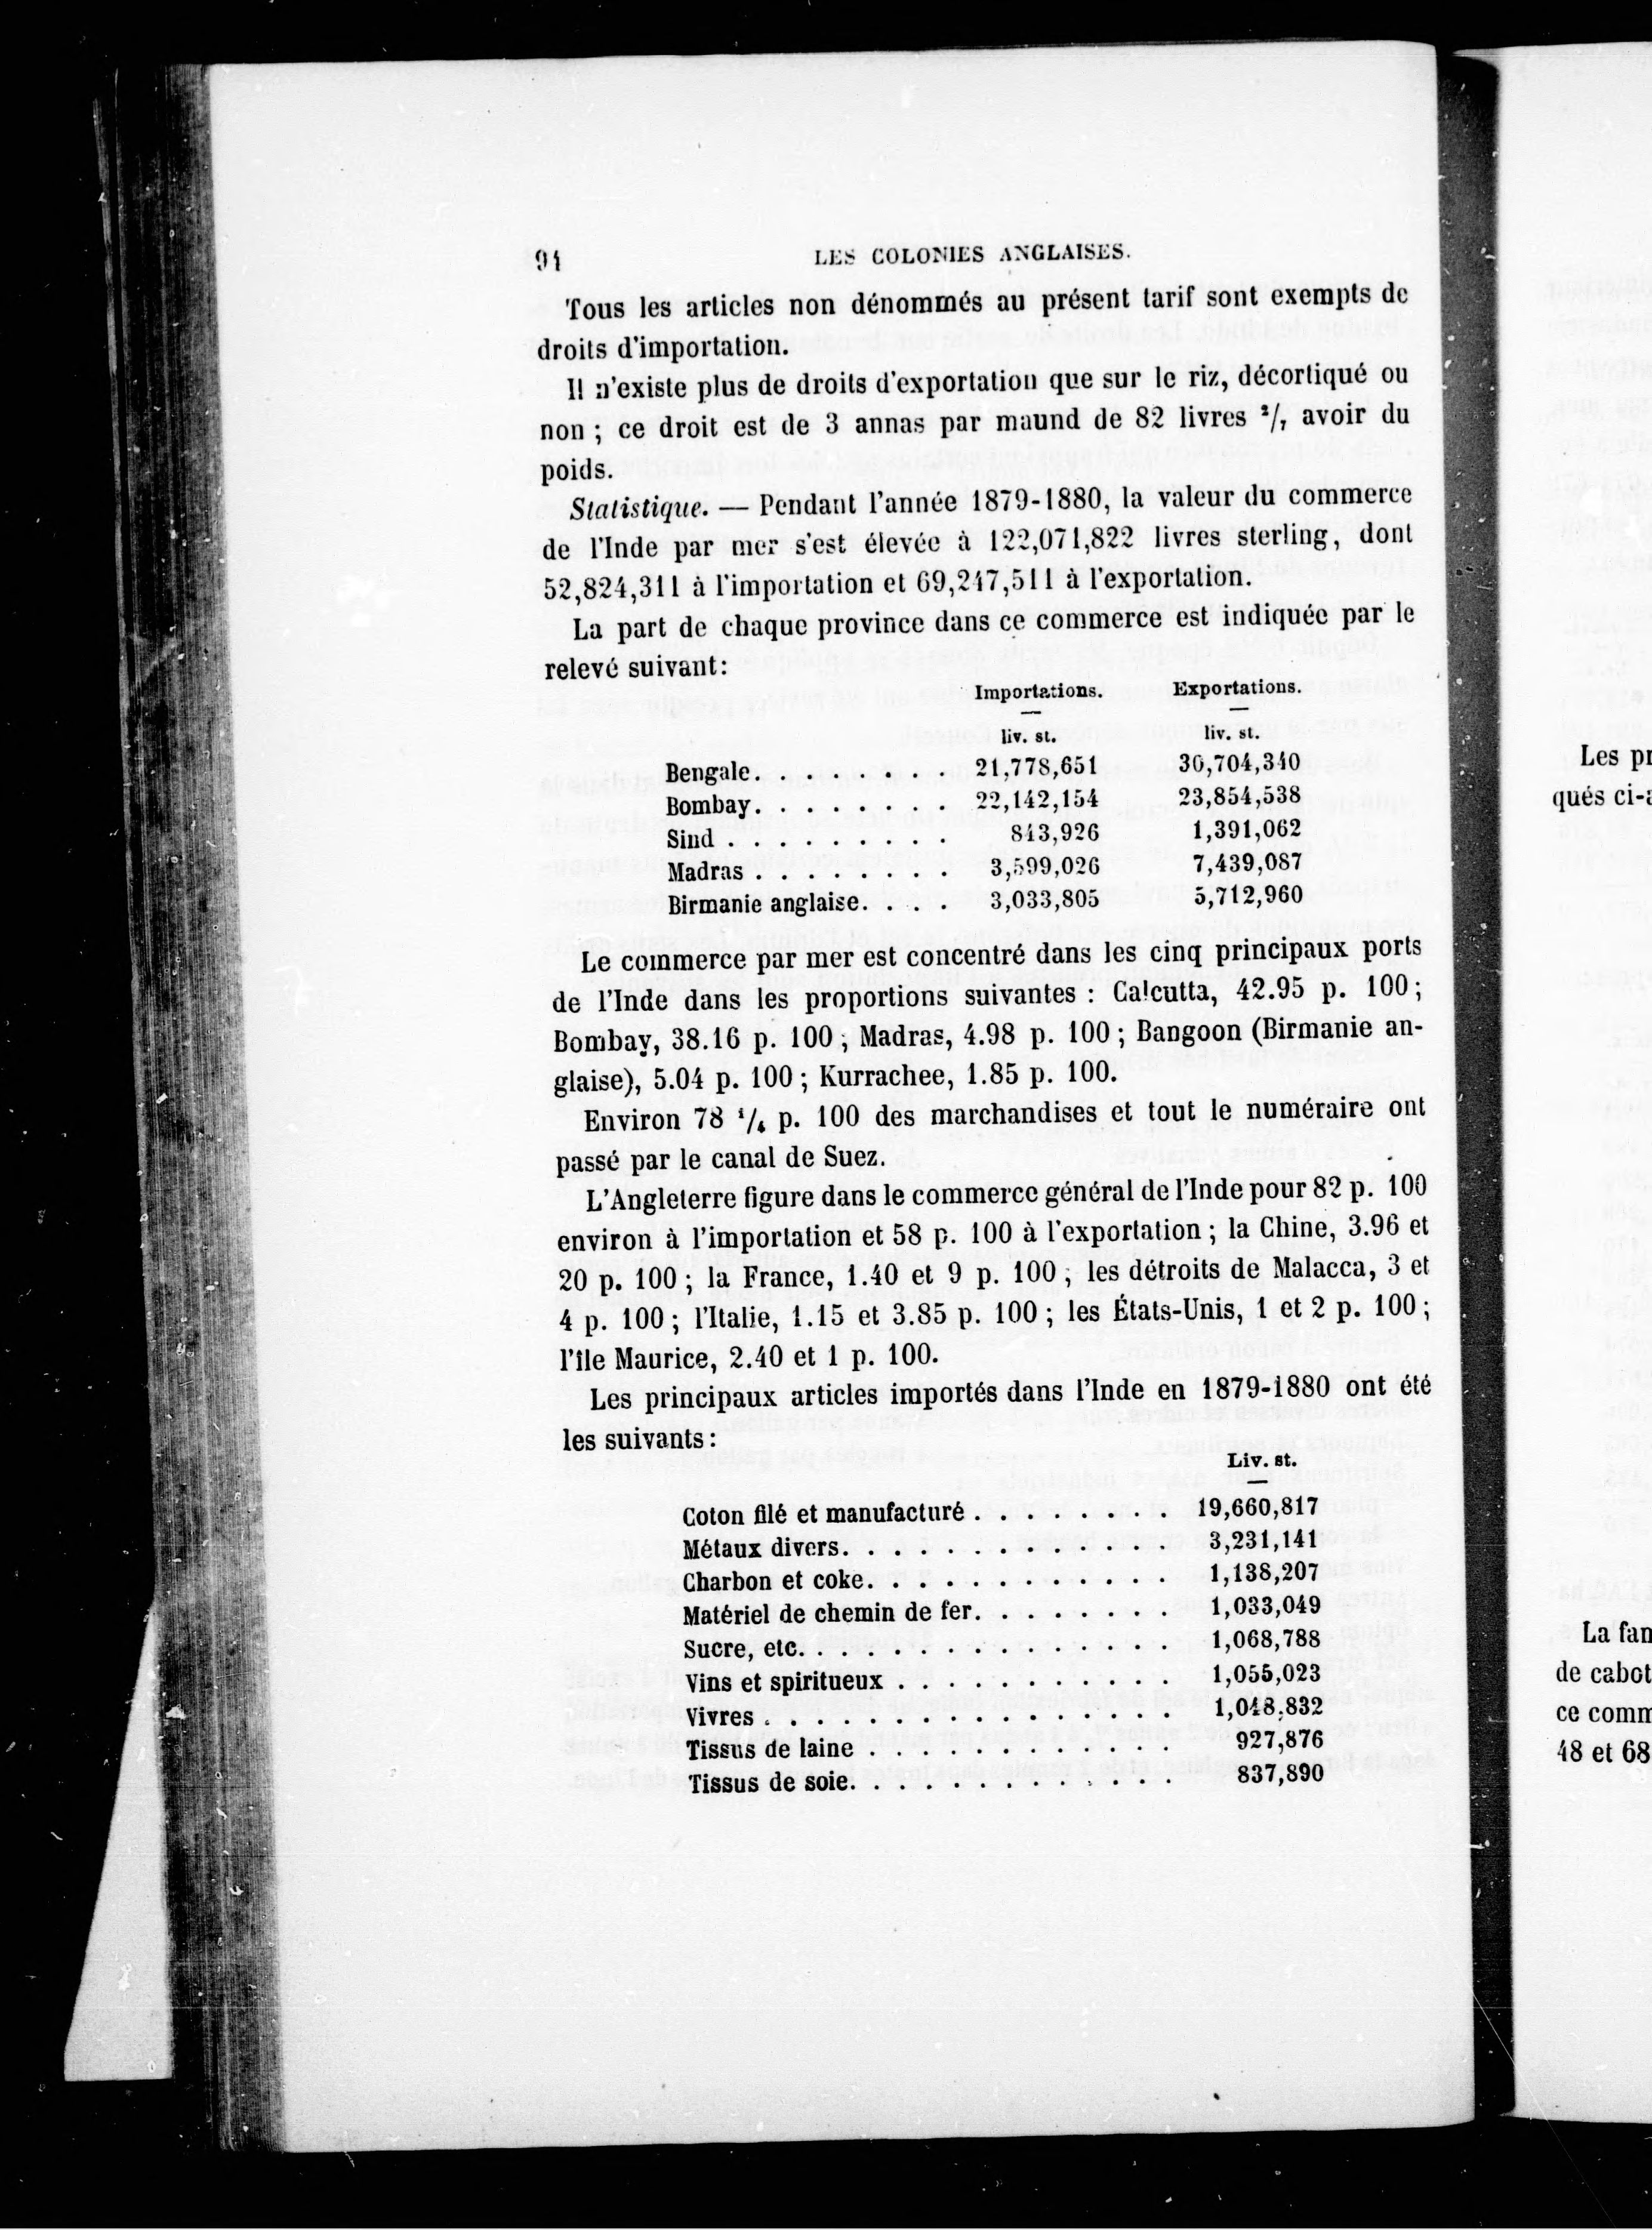 94 LES COLONIES ANGLAISES.
Tous les articles non dénommés au présent tarif sont exempts de
droits d'importation.
Il n'existe plus de droits d'exportation que sur le riz, décortiqué ou
non ; ce droit est de 3 annas par maund de 82 livres ²/₇ avoir du
poids.
Statistique. — Pendant l'année 1879-1880, la valeur du commerce
de l'Inde par mer s'est élevée à 122,071,822 livres sterling, dont
52,824,311 à l'importation et 69,247,511 à l'exportation.
La part de chaque province dans ce commerce est indiquée par le
relevé suivant:
Importations. Exportations.
liv. st. liv. st.
Bengale. . . . . . . . 21,778,651 30,704,340
Bombay. . . . . . . . 22,142,154 23,854,538
Sind . . . . . . . . . 843,926 1,391,062
Madras . . . . . . . . 3,599,026 7,439,087
Birmanie anglaise. . . . 3,033,805 5,712,960
Le commerce par mer est concentré dans les cinq principaux ports
de l'Inde dans les proportions suivantes : Calcutta, 42.95 p. 100;
Bombay, 38.16 p. 100; Madras, 4.98 p. 100; Bangoon (Birmanie an-
glaise), 5.04 p. 100; Kurrachee, 1.85 p. 100.
Environ 78 ¹/₄ p. 100 des marchandises et tout le numéraire ont
passé par le canal de Suez.
L'Angleterre figure dans le commerce général de l'Inde pour 82 p. 100
environ à l'importation et 58 p. 100 à l'exportation; la Chine, 3.96 et
20 p. 100; la France, 1.40 et 9 p. 100; les détroits de Malacca, 3 et
4 p. 100; l'Italie, 1.15 et 3.85 p. 100; les États-Unis, 1 et 2 p. 100;
l'île Maurice, 2.40 et 1 p. 100.
Les principaux articles importés dans l'Inde en 1879-1880 ont été
les suivants:
Liv. st.
Coton filé et manufacturé . . . . . . . . 19,660,817
Métaux divers. . . . . . . . . . . . . 3,231,141
Charbon et coke. . . . . . . . . . . . 1,138,207
Matériel de chemin de fer. . . . . . . . 1,033,049
Sucre, etc. . . . . . . . . . . . . . . 1,068,788
Vins et spiritueux . . . . . . . . . . . 1,055,023
Vivres . . . . . . . . . . . . . . . . 1,048,832
Tissus de laine . . . . . . . . . . . . 927,876
Tissus de soie. . . . . . . . . . . . . 837,890
Les pr
qués ci-
La fan
de cabot
ce comm
48 et 68